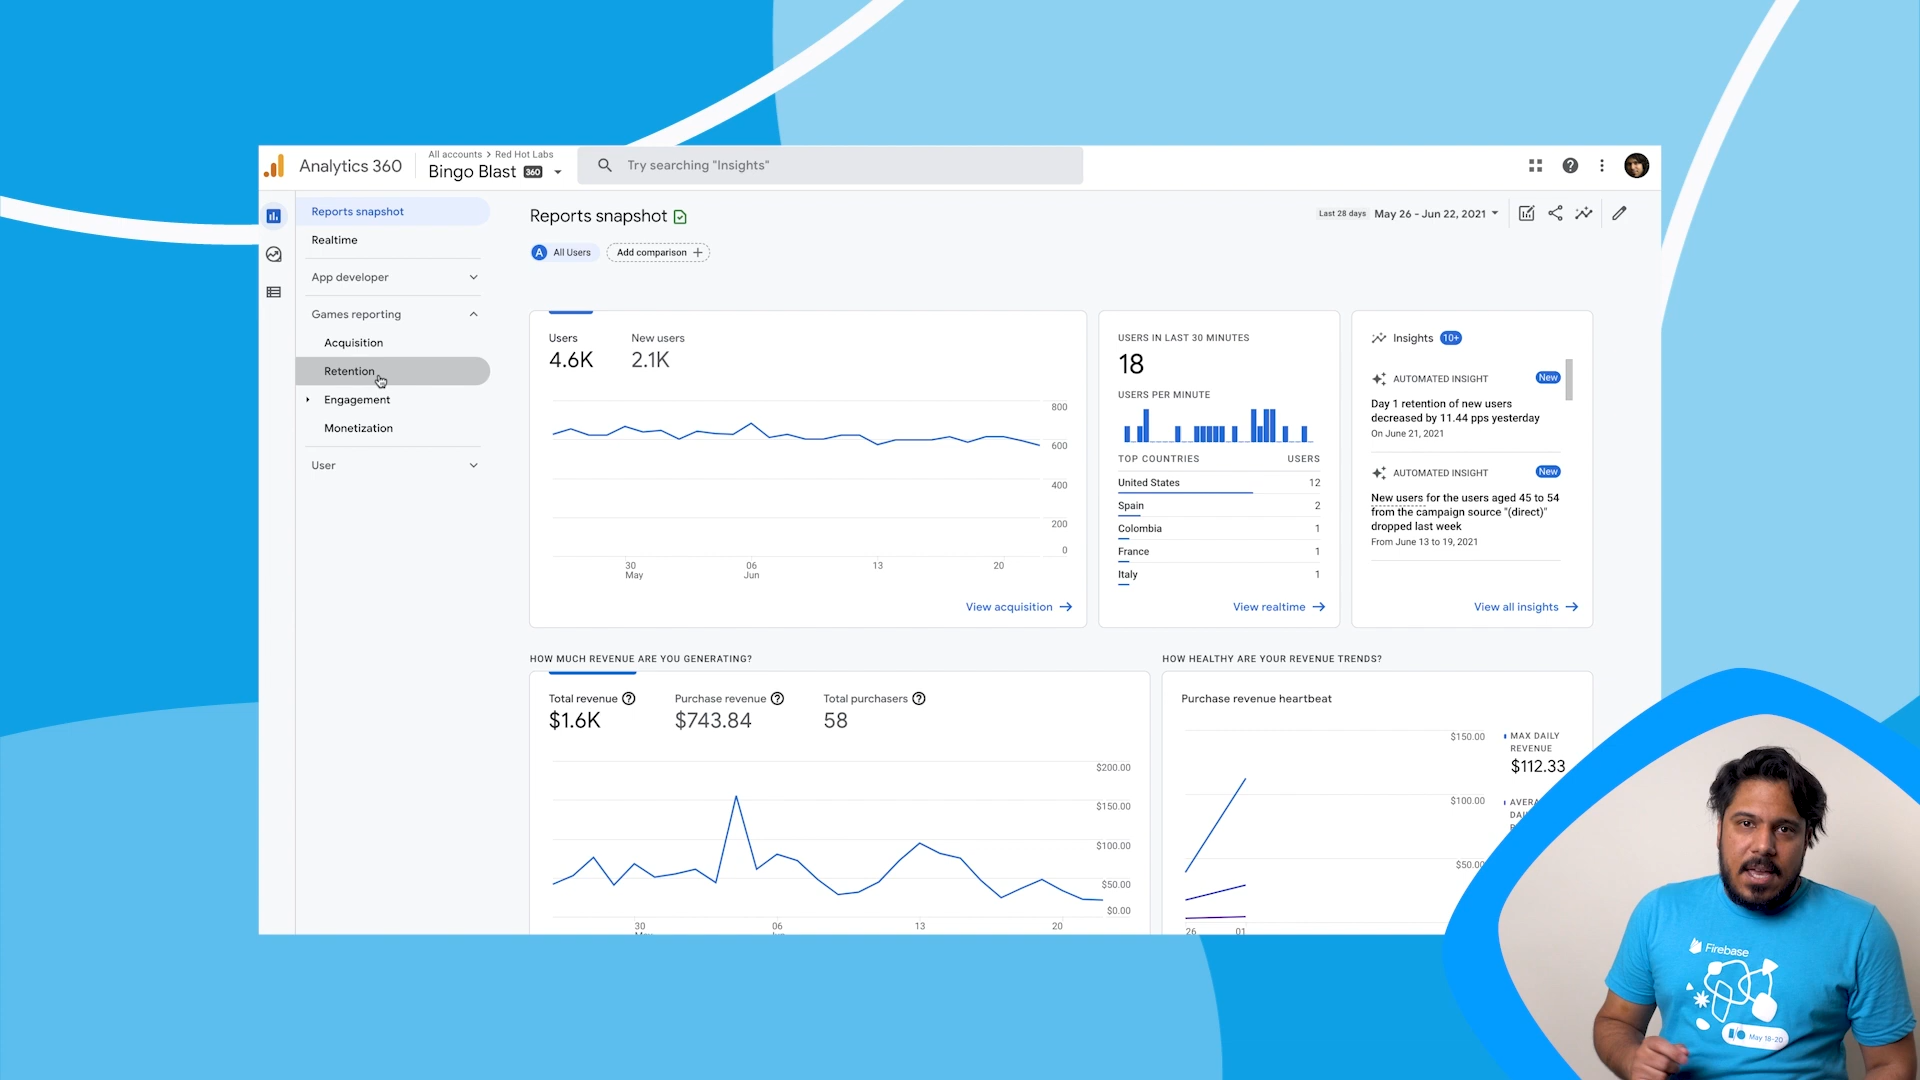 Analytics 360
All accounts > Red Hot Labs
Bingo Blast 360
Try searching "Insights"
Reports snapshot
Realtime
App developer
Games reporting
Acquisition
Retention
Engagement
Monetization
User
Reports snapshot
Last 28 days May 26 - Jun 22, 2021
A All Users
Add comparison +
Users
4.6K
New users
2.1K
800
600
400
200
0
30 May
06 Jun
13
20
View acquisition
USERS IN LAST 30 MINUTES
18
USERS PER MINUTE
TOP COUNTRIES USERS
United States 12
Spain 2
Colombia 1
France 1
Italy 1
View realtime
Insights 10+
AUTOMATED INSIGHT New
Day 1 retention of new users
decreased by 11.44 pps yesterday
On June 21, 2021
AUTOMATED INSIGHT New
New users for the users aged 45 to 54
from the campaign source "(direct)"
dropped last week
From June 13 to 19, 2021
View all insights
HOW MUCH REVENUE ARE YOU GENERATING?
Total revenue
$1.6K
Purchase revenue
$743.84
Total purchasers
58
$200.00
$150.00
$100.00
$50.00
$0.00
30
06
13
20
HOW HEALTHY ARE YOUR REVENUE TRENDS?
Purchase revenue heartbeat
$150.00
$100.00
$50.00
26
01
MAX DAILY
REVENUE
$112.33
Firebase
May 18-20